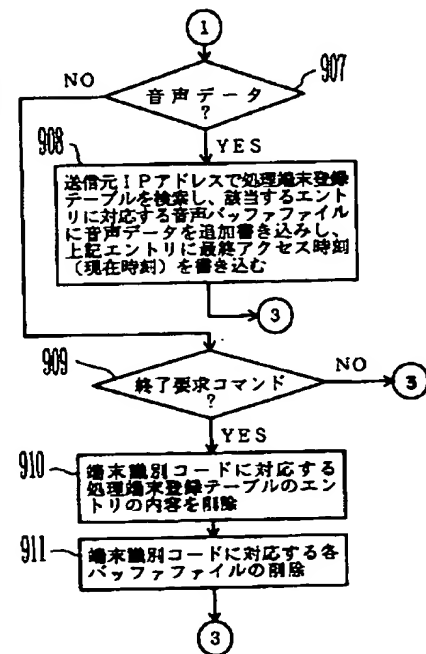 1
907
音声データ
?
NO
YES
908
送信元IPアドレスで処理端末登録
テーブルを検索し、該当するエント
リに対応する音声バッファファイル
に音声データを追加書き込みし、
上記エントリに最終アクセス時刻
(現在時刻)を書き込む
3
909
終了要求コマンド
?
NO
3
YES
910
端末識別コードに対応する
処理端末登録テーブルのエン
トリの内容を削除
911
端末識別コードに対応する各
バッファファイルの削除
3